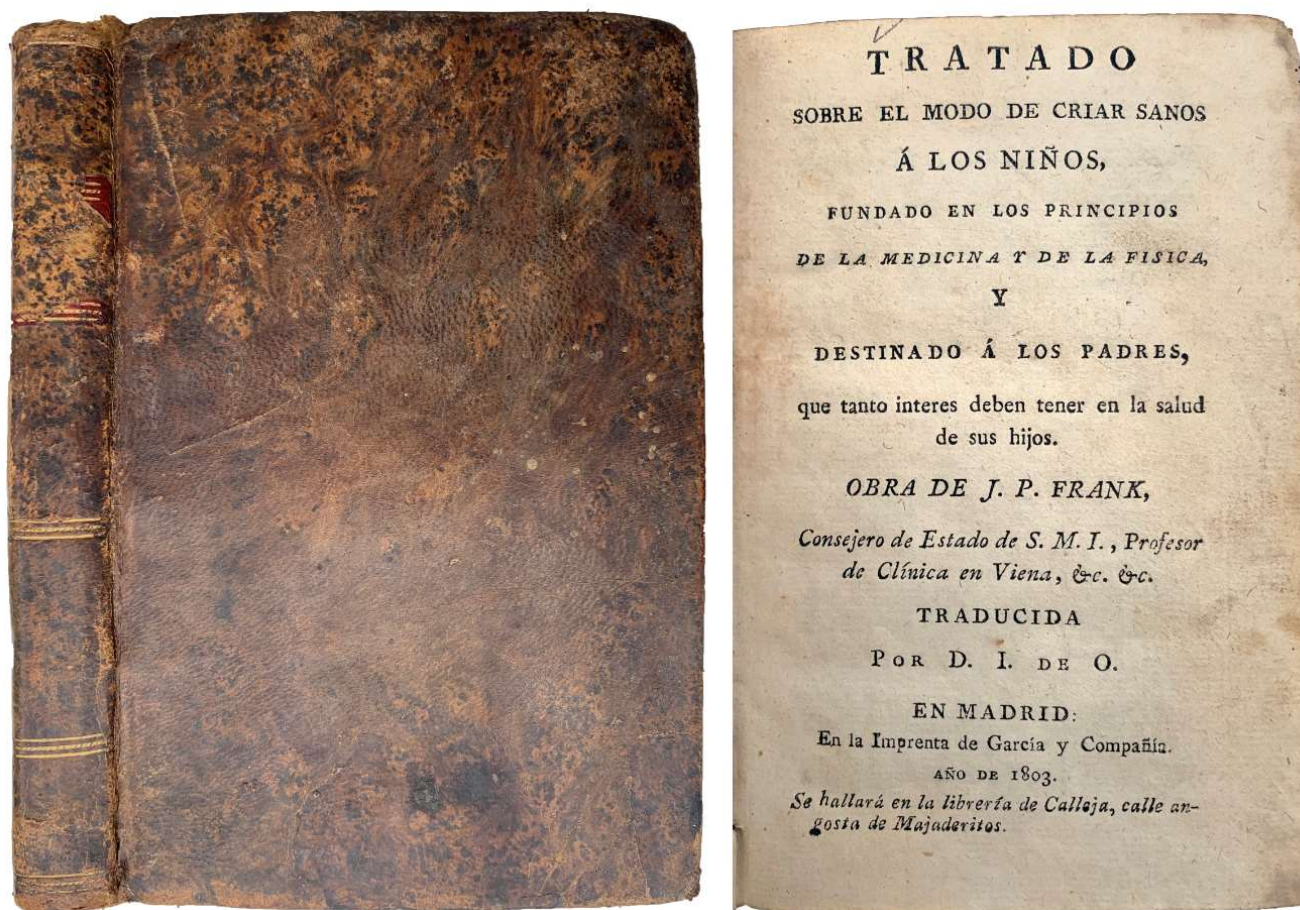 TRATADO
SOBRE EL MODO DE CRIAR SANOS
Á LOS NIÑOS,
FUNDADO EN LOS PRINCIPIOS
DE LA MEDICINA Y DE LA FISICA,
Y
DESTINADO Á LOS PADRES,
que tanto interes deben tener en la salud
de sus hijos.
OBRA DE J. P. FRANK,
Consejero de Estado de S. M. I., Profesor
de Clínica en Viena, &c. &c.
TRADUCIDA
POR D. I. DE O.
EN MADRID:
En la Imprenta de García y Compañía.
AÑO DE 1803.
Se hallará en la librería de Calleja, calle an-
gosta de Majaderitos.